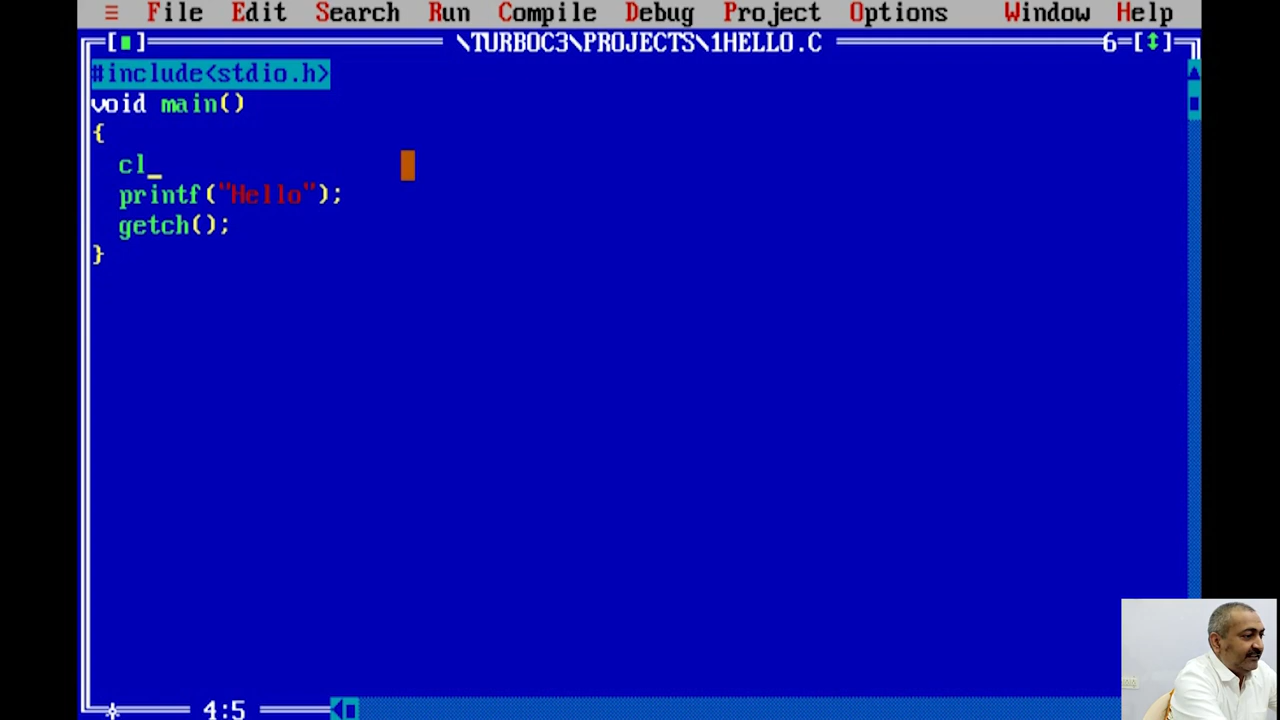 ≡ File Edit Search Run Compile Debug Project Options Window Help
[■] \TURBOC3\PROJECTS\1HELLO.C 6=[↕]
#include<stdio.h>
void main()
{
cl_
printf("Hello");
getch();
}
4:5